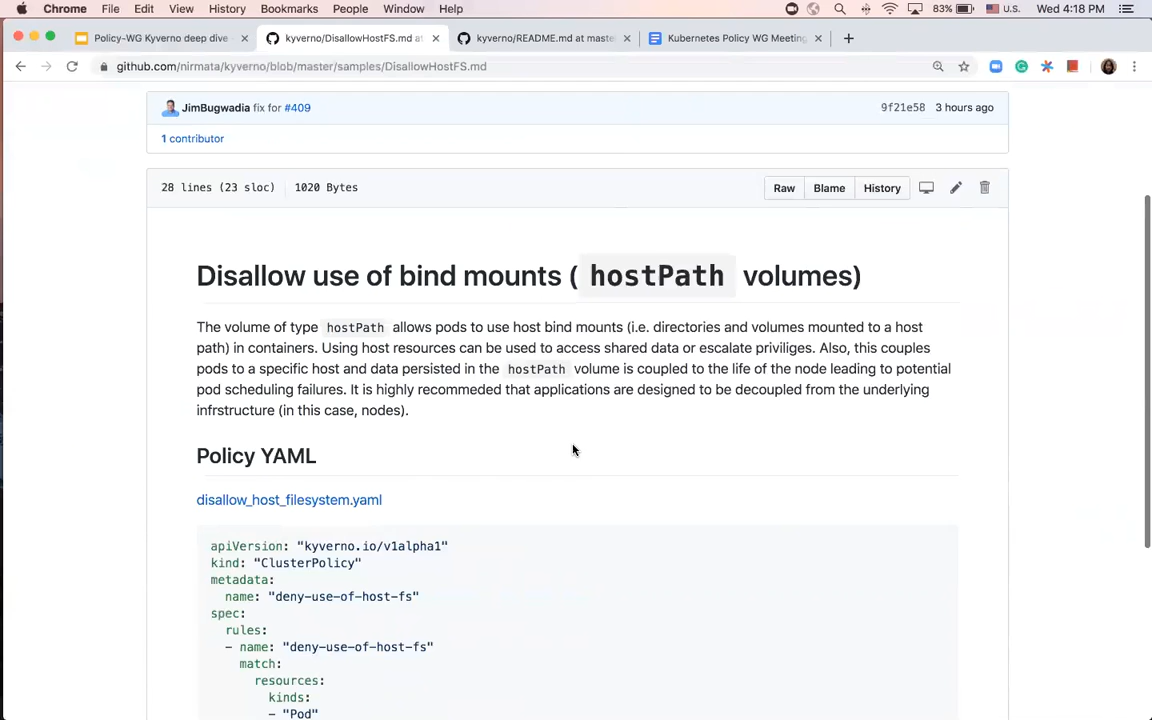 Chrome File Edit View History Bookmarks People Window Help 83% U.S. Wed 4:18 PM
Policy-WG Kyverno deep dive kyverno/DisallowHostFS.md at kyverno/README.md at maste Kubernetes Policy WG Meeting
github.com/nirmata/kyverno/blob/master/samples/DisallowHostFS.md
JimBugwadia fix for #409 9f21e58 3 hours ago
1 contributor
28 lines (23 sloc) 1020 Bytes Raw Blame History
Disallow use of bind mounts ( hostPath volumes)
The volume of type hostPath allows pods to use host bind mounts (i.e. directories and volumes mounted to a host
path) in containers. Using host resources can be used to access shared data or escalate priviliges. Also, this couples
pods to a specific host and data persisted in the hostPath volume is coupled to the life of the node leading to potential
pod scheduling failures. It is highly recommeded that applications are designed to be decoupled from the underlying
infrstructure (in this case, nodes).
Policy YAML
disallow_host_filesystem.yaml
apiVersion: "kyverno.io/v1alpha1"
kind: "ClusterPolicy"
metadata:
name: "deny-use-of-host-fs"
spec:
rules:
- name: "deny-use-of-host-fs"
match:
resources:
kinds:
- "Pod"